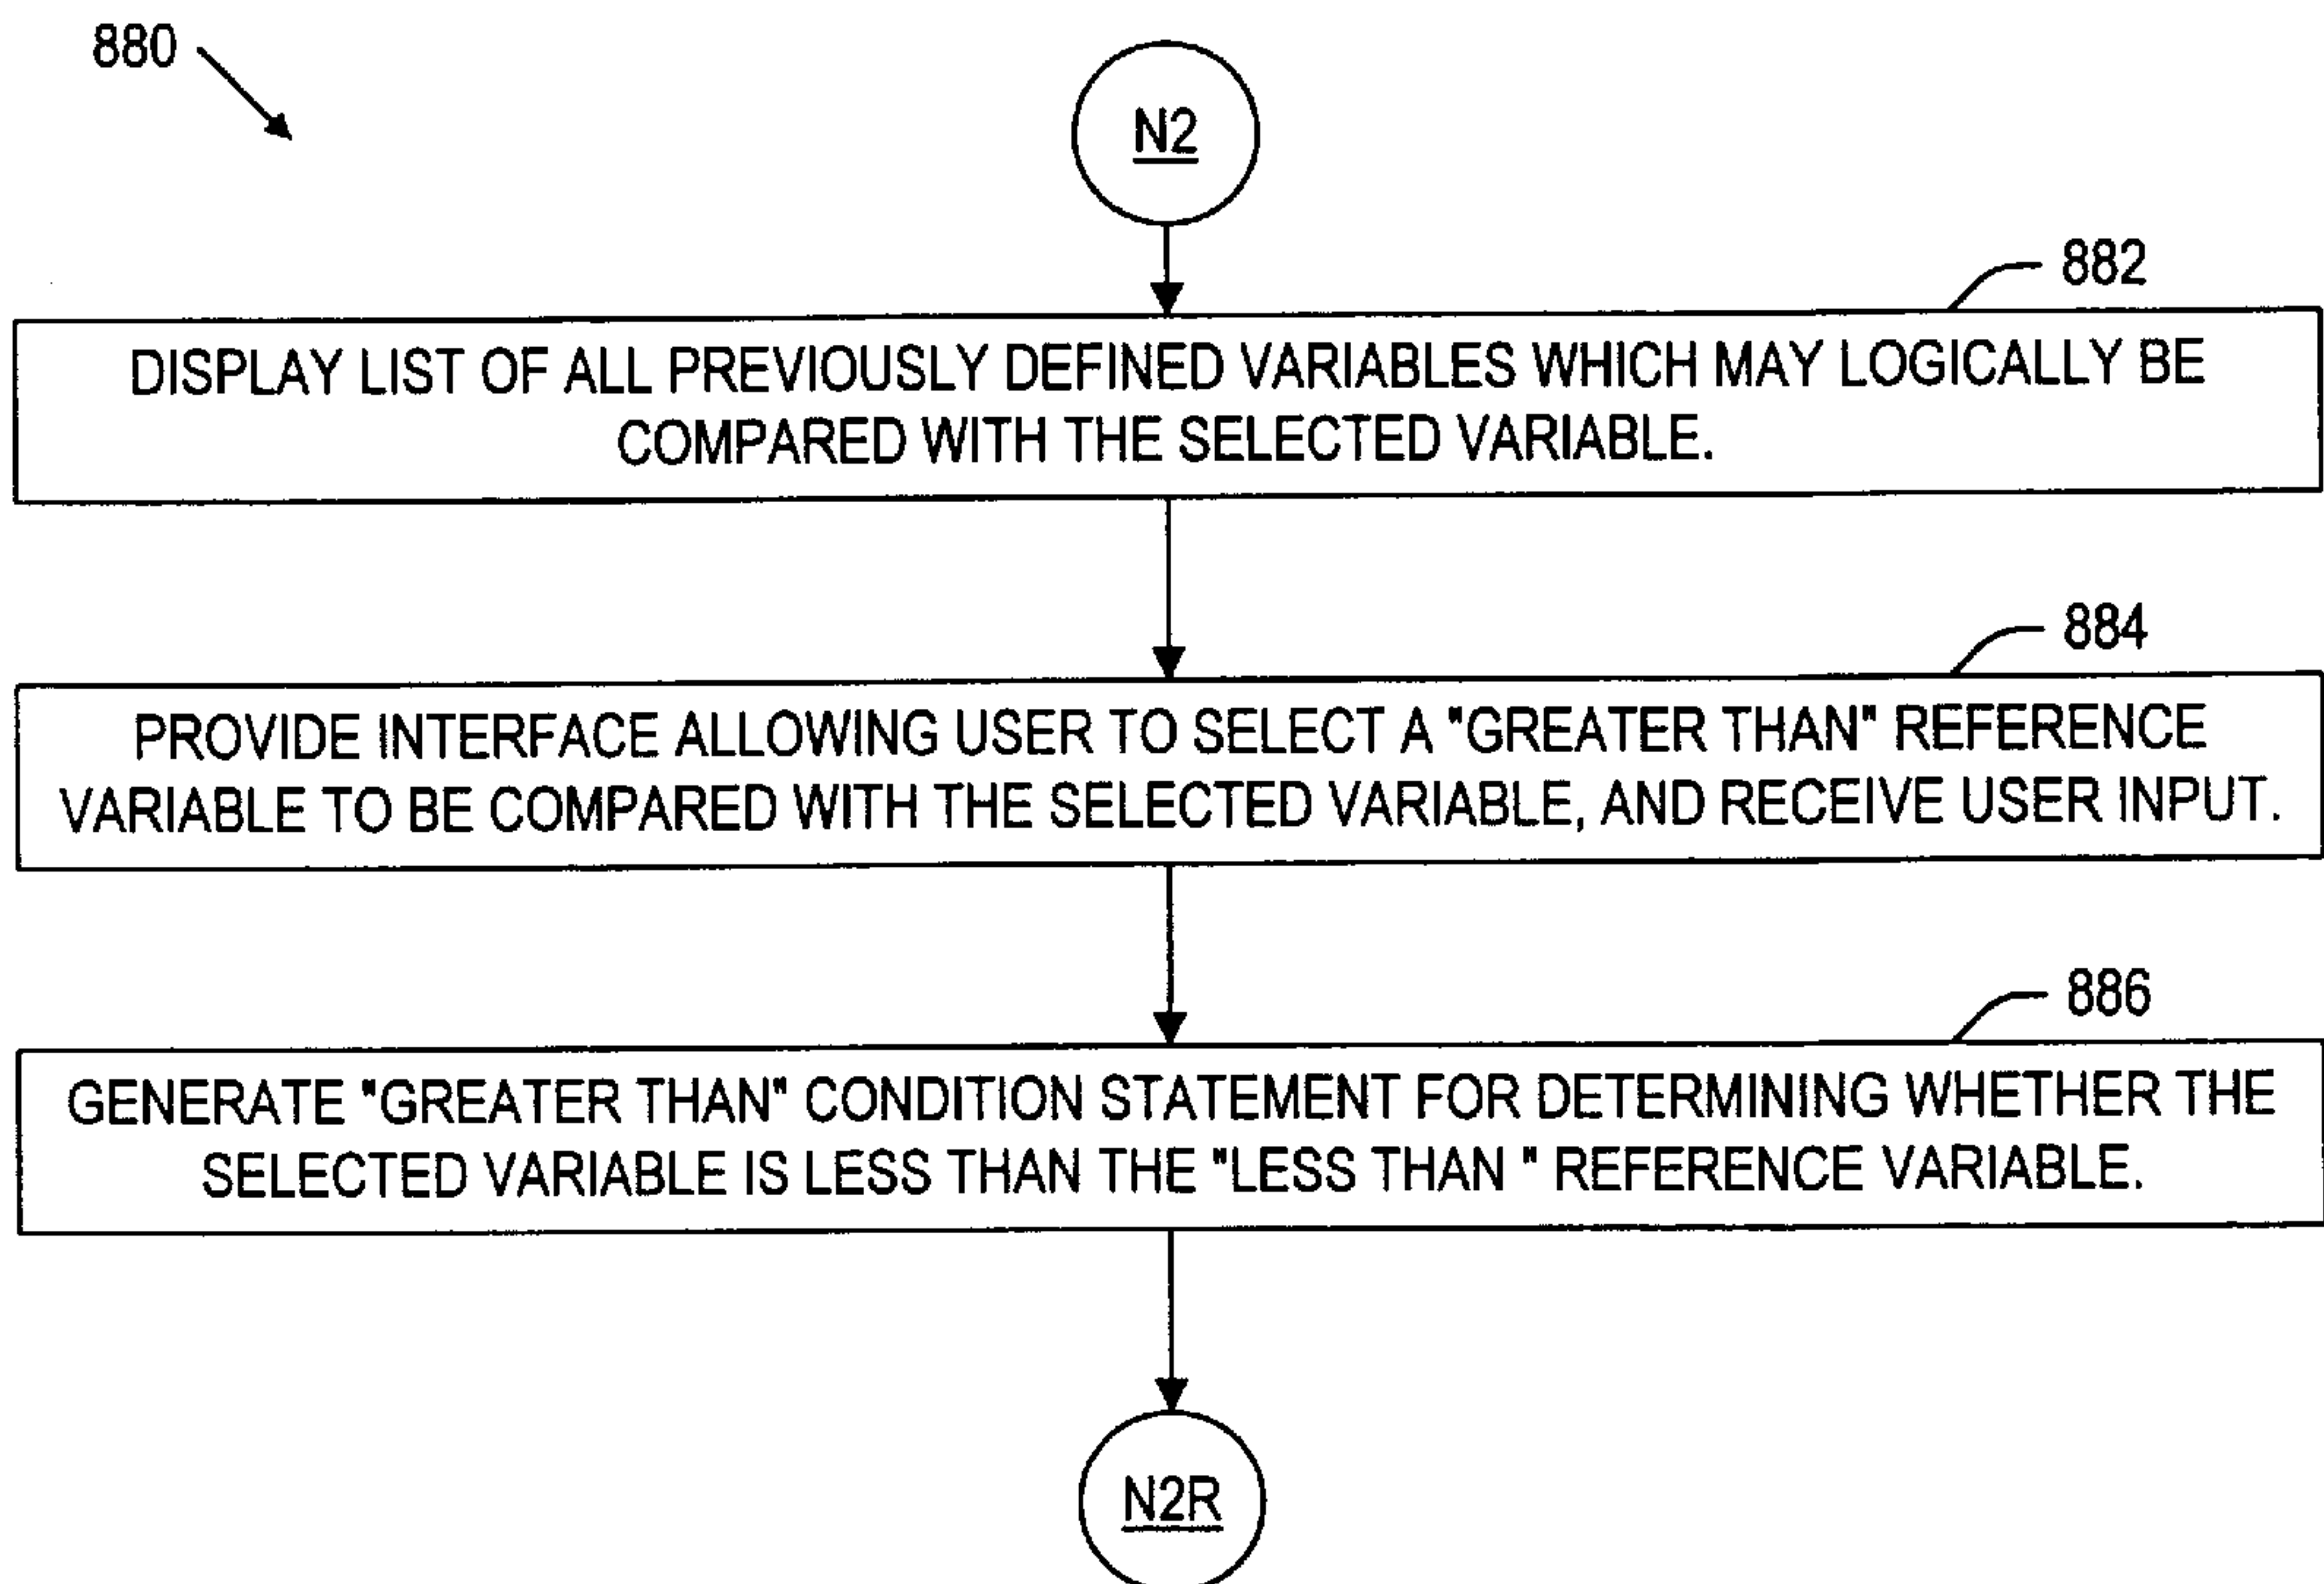 880
N2
882
DISPLAY LIST OF ALL PREVIOUSLY DEFINED VARIABLES WHICH MAY LOGICALLY BE
COMPARED WITH THE SELECTED VARIABLE.
884
PROVIDE INTERFACE ALLOWING USER TO SELECT A "GREATER THAN" REFERENCE
VARIABLE TO BE COMPARED WITH THE SELECTED VARIABLE, AND RECEIVE USER INPUT.
886
GENERATE "GREATER THAN" CONDITION STATEMENT FOR DETERMINING WHETHER THE
SELECTED VARIABLE IS LESS THAN THE "LESS THAN " REFERENCE VARIABLE.
N2R